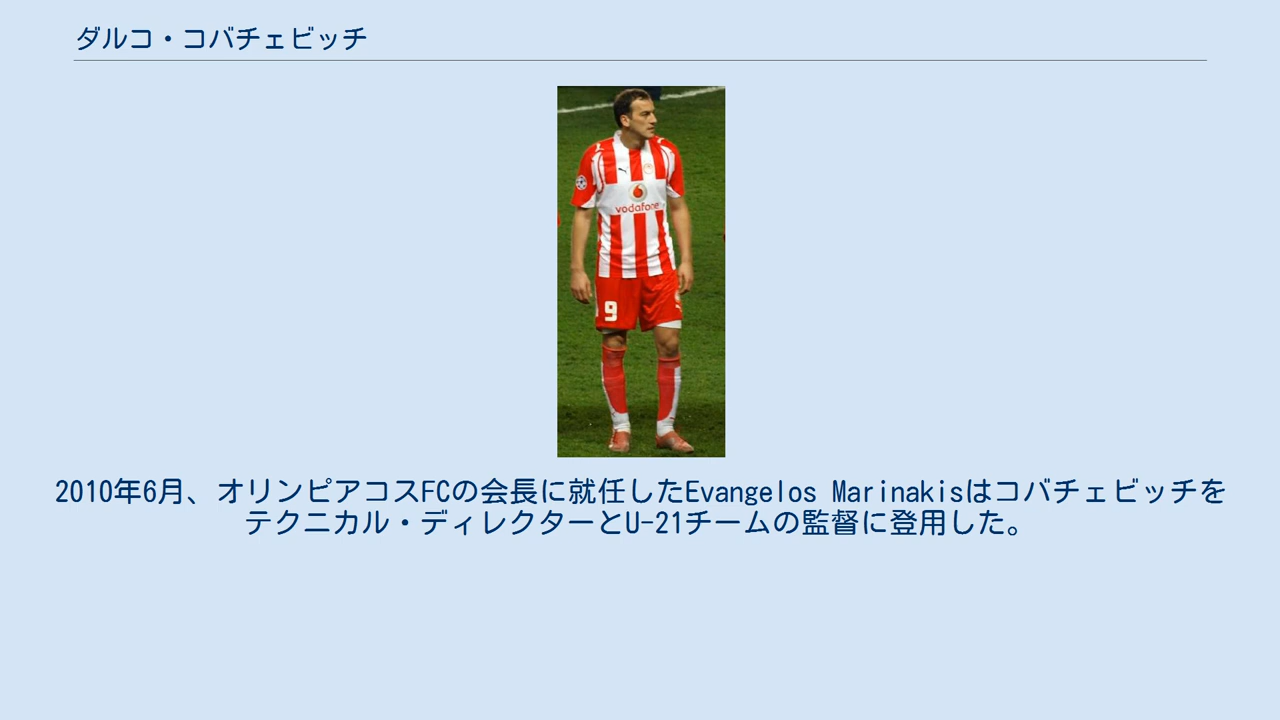 ダルコ・コバチェビッチ
vodafone
9
2010年6月、オリンピアコスFCの会長に就任したEvangelos Marinakisはコバチェビッチを
テクニカル・ディレクターとU-21チームの監督に登用した。